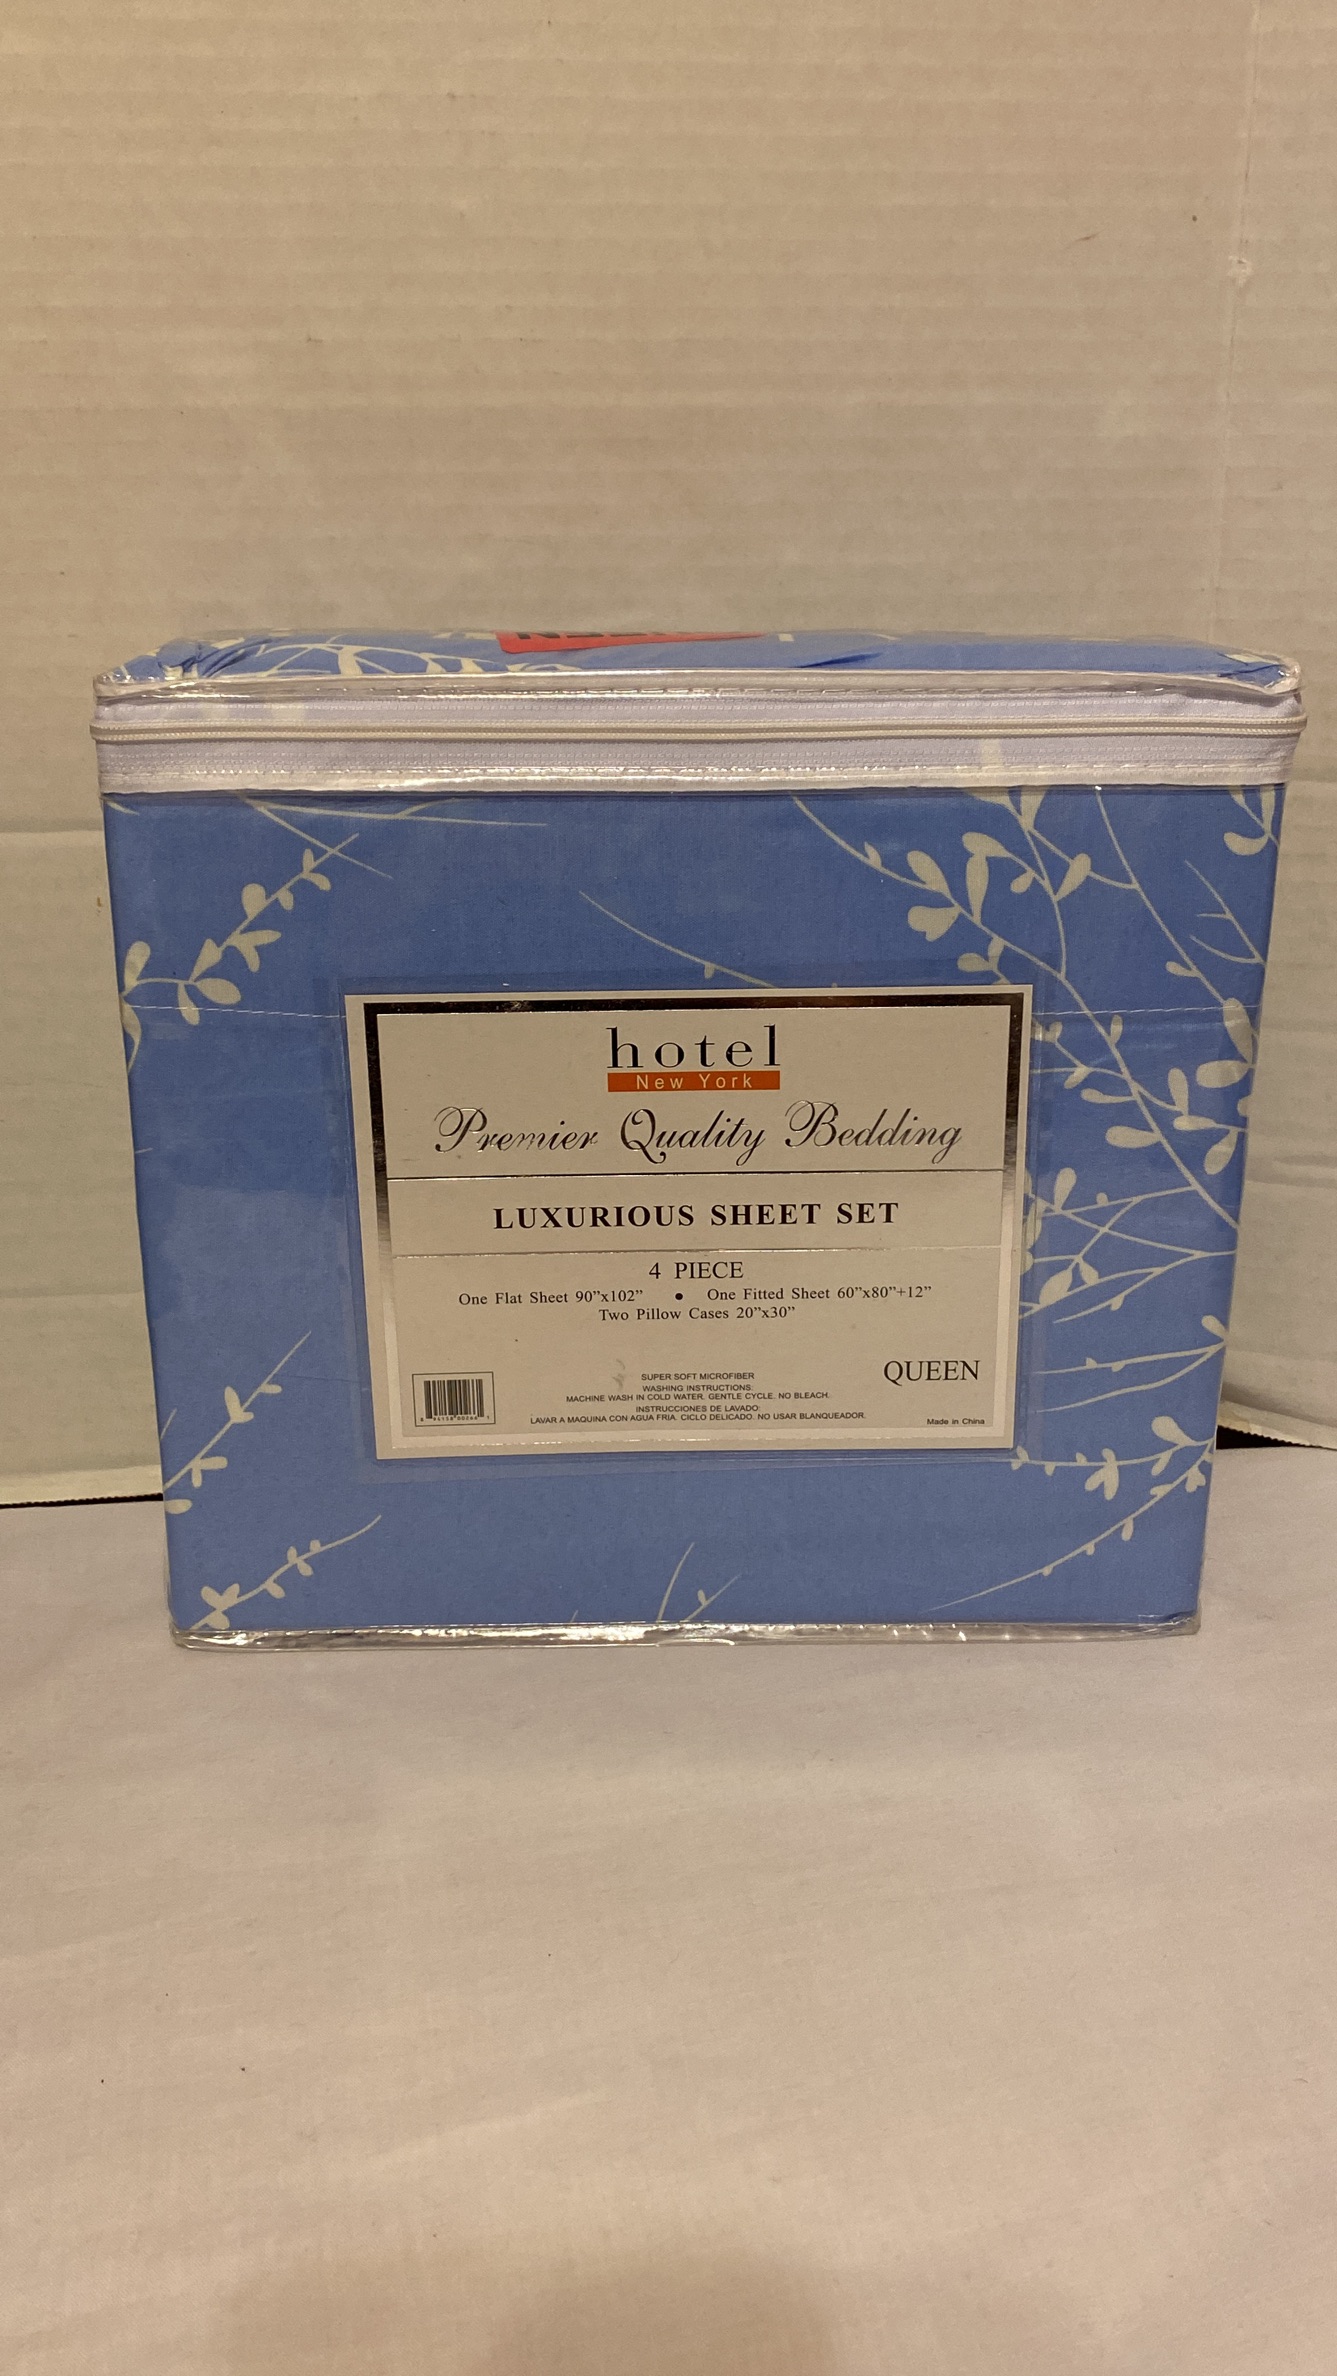 hotel
New York
Premier Quality Bedding
LUXURIOUS SHEET SET
4 PIECE
One Flat Sheet 90”x102” • One Fitted Sheet 60”x80”+12”
Two Pillow Cases 20”x30”
QUEEN
SUPER SOFT MICROFIBER
WASHING INSTRUCTIONS:
MACHINE WASH IN COLD WATER. GENTLE CYCLE. NO BLEACH.
INSTRUCCIONES DE LAVADO:
LAVAR A MAQUINA CON AGUA FRIA. CICLO DELICADO. NO USAR BLANQUEADOR.
Made in China